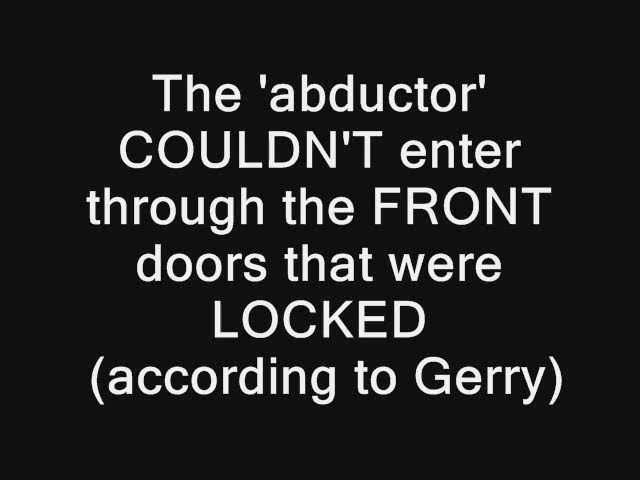 The 'abductor'
COULDN'T enter
through the FRONT
doors that were
LOCKED
(according to Gerry)